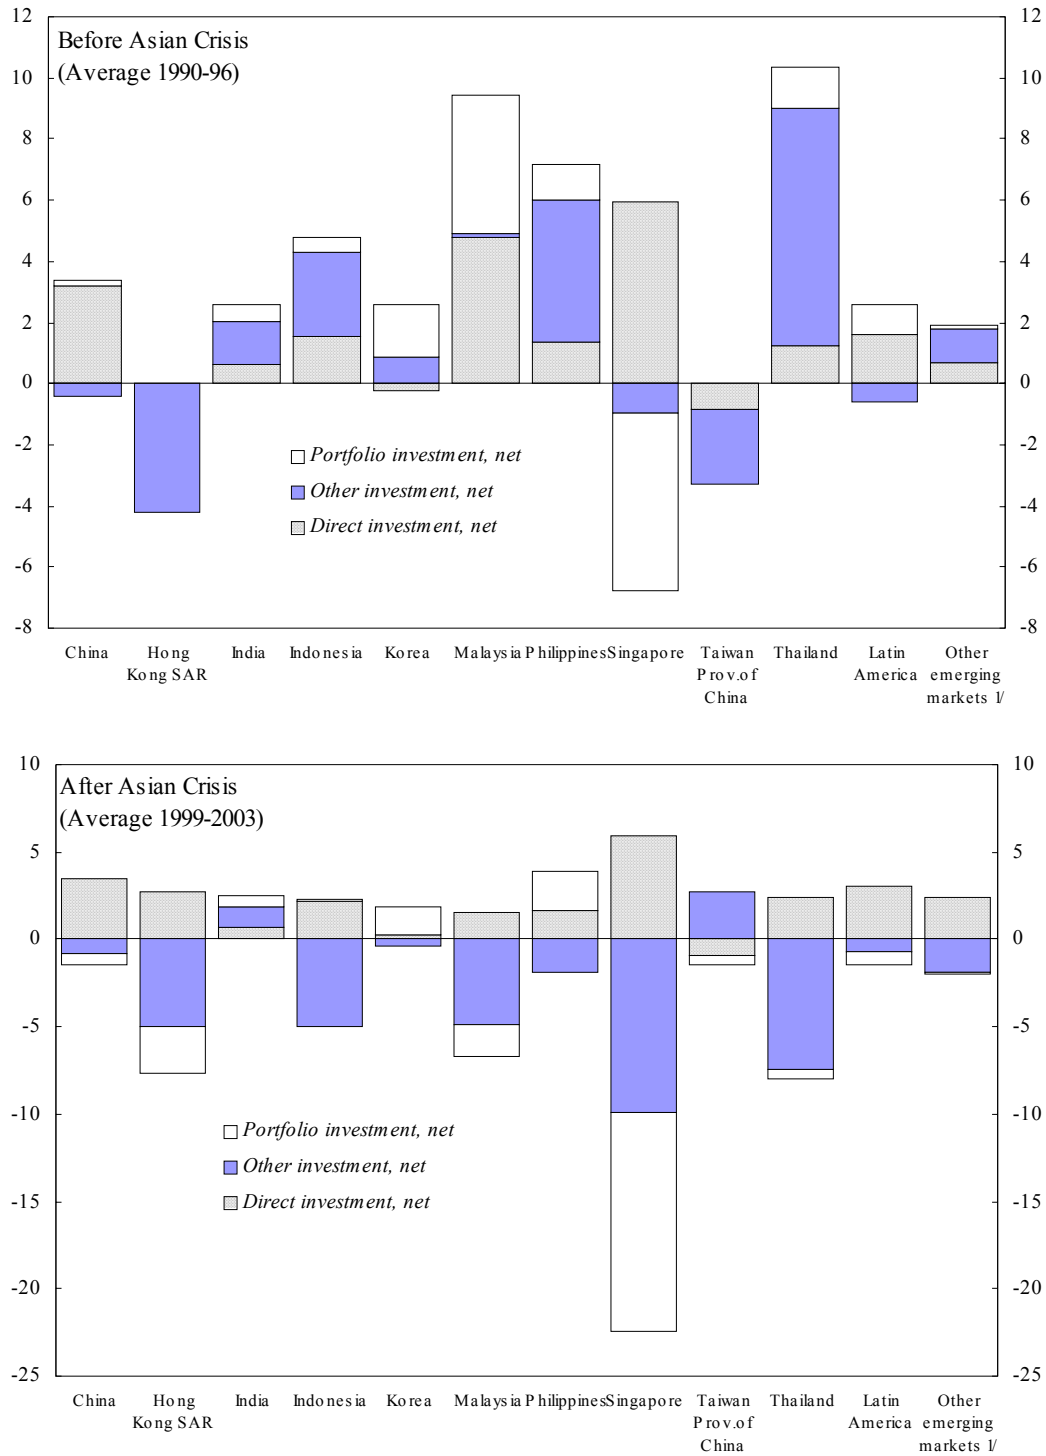 Before Asian Crisis
(Average 1990-96)
12
10
8
6
4
2
0
-2
-4
-6
-8
12
10
8
6
4
2
0
-2
-4
-6
-8
Portfolio investment, net
Other investment, net
Direct investment, net
China
Hong Kong SAR
India
Indonesia
Korea
Malaysia
Philippines
Singapore
Taiwan
Prov.of
China
Thailand
Latin
America
Other
emerging
markets 1/
After Asian Crisis
(Average 1999-2003)
10
5
0
-5
-10
-15
-20
-25
10
5
0
-5
-10
-15
-20
-25
Portfolio investment, net
Other investment, net
Direct investment, net
China
Hong
Kong SAR
India
Indonesia
Korea
Malaysia
Philippines
Singapore
Taiwan
Prov.of
China
Thailand
Latin
America
Other
emerging
markets 1/